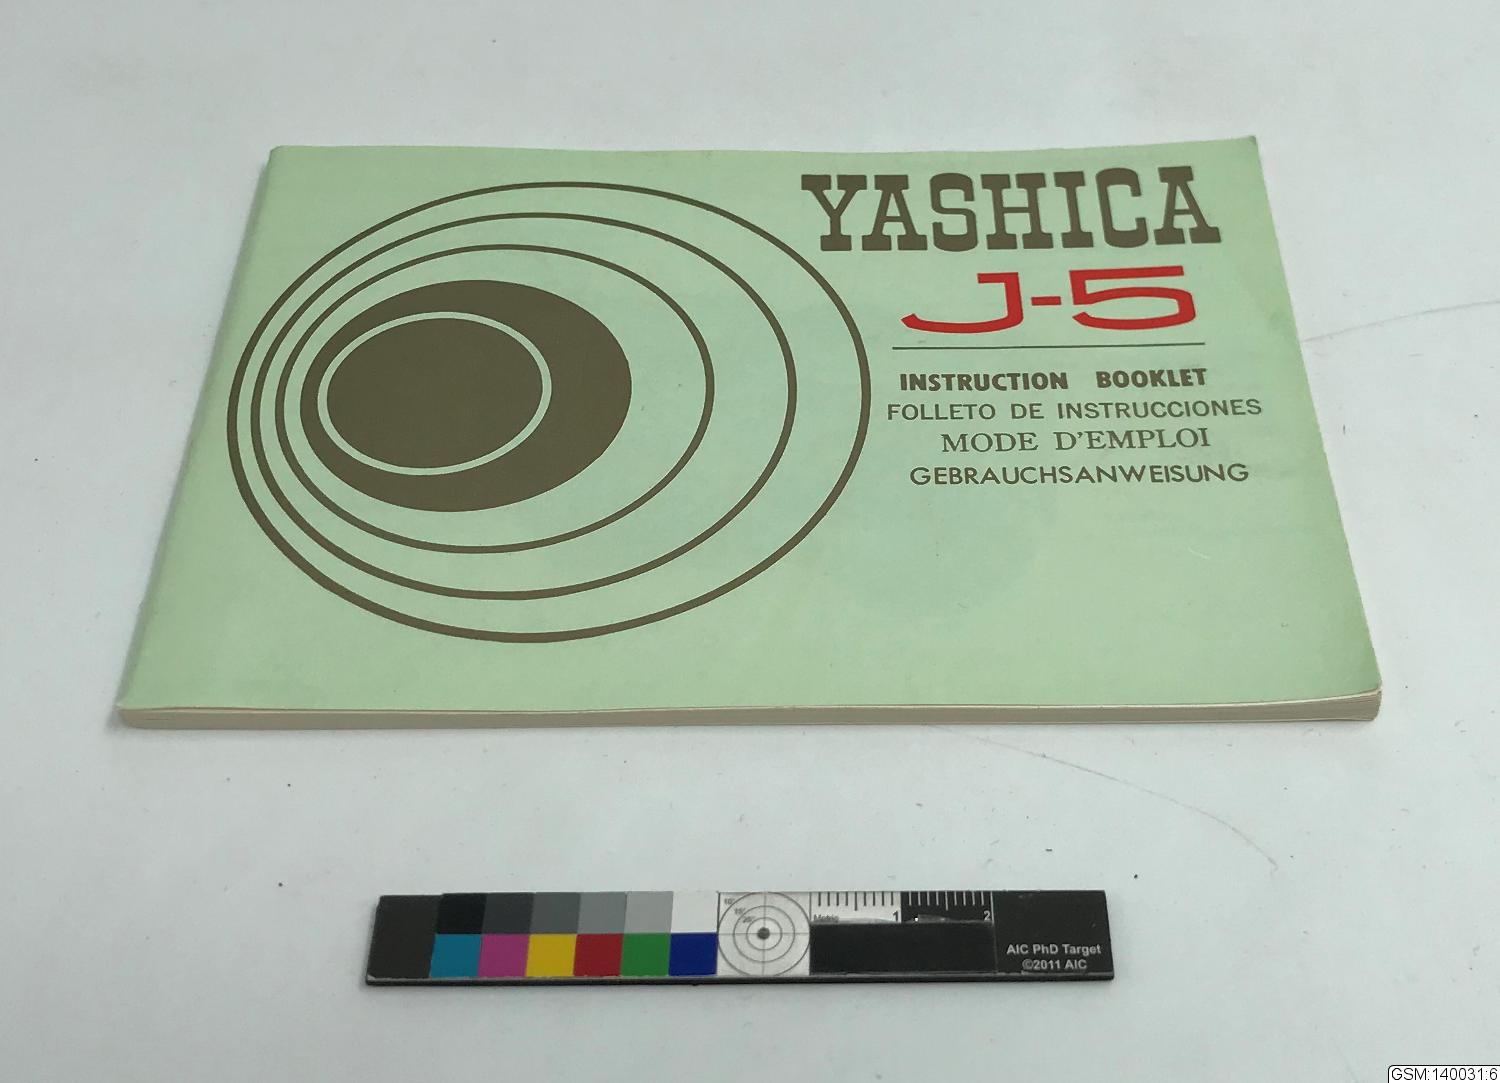 YASHICA
J-5
INSTRUCTION BOOKLET
FOLLETO DE INSTRUCCIONES
MODE D'EMPLOI
GEBRAUCHSANWEISUNG
Metric
1
2
AIC PhD Target
©2011 AIC
GSM:140031:6